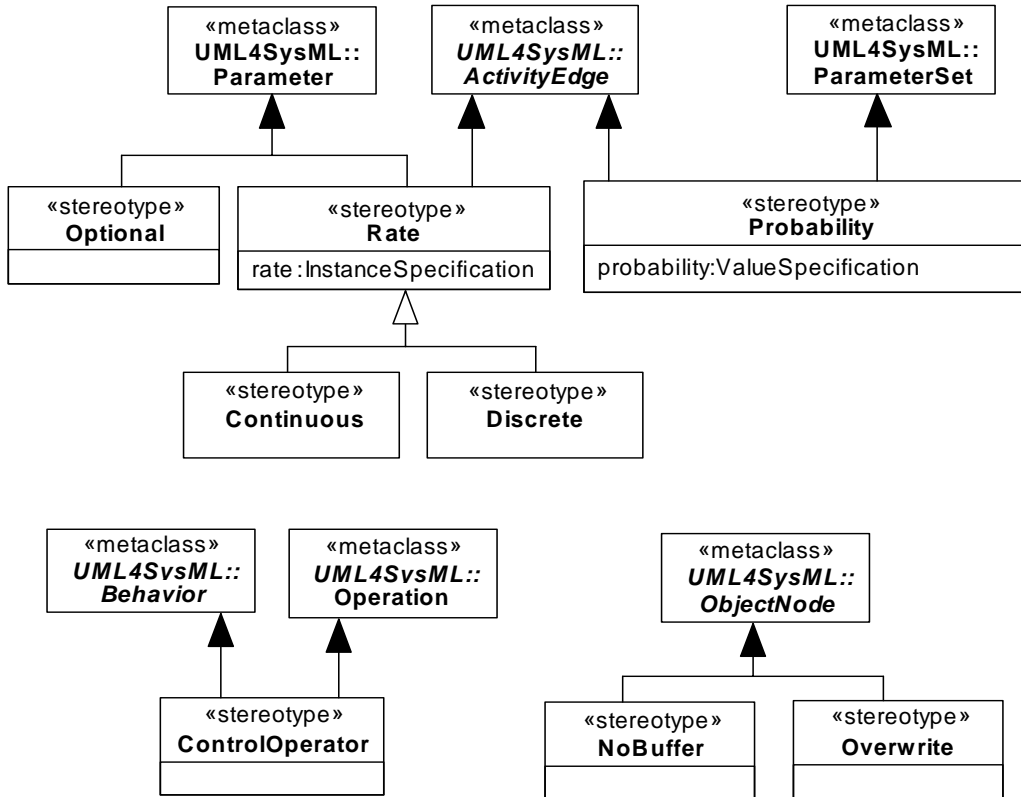 «metaclass»
UML4SysML::
Parameter
«metaclass»
UML4SysML::
ActivityEdge
«metaclass»
UML4SysML::
ParameterSet
«stereotype»
Optional
«stereotype»
Rate
rate:InstanceSpecification
«stereotype»
Probability
probability:ValueSpecification
«stereotype»
Continuous
«stereotype»
Discrete
«metaclass»
UML4SysML::
Behavior
«metaclass»
UML4SysML::
Operation
«metaclass»
UML4SysML::
ObjectNode
«stereotype»
ControlOperator
«stereotype»
NoBuffer
«stereotype»
Overwrite